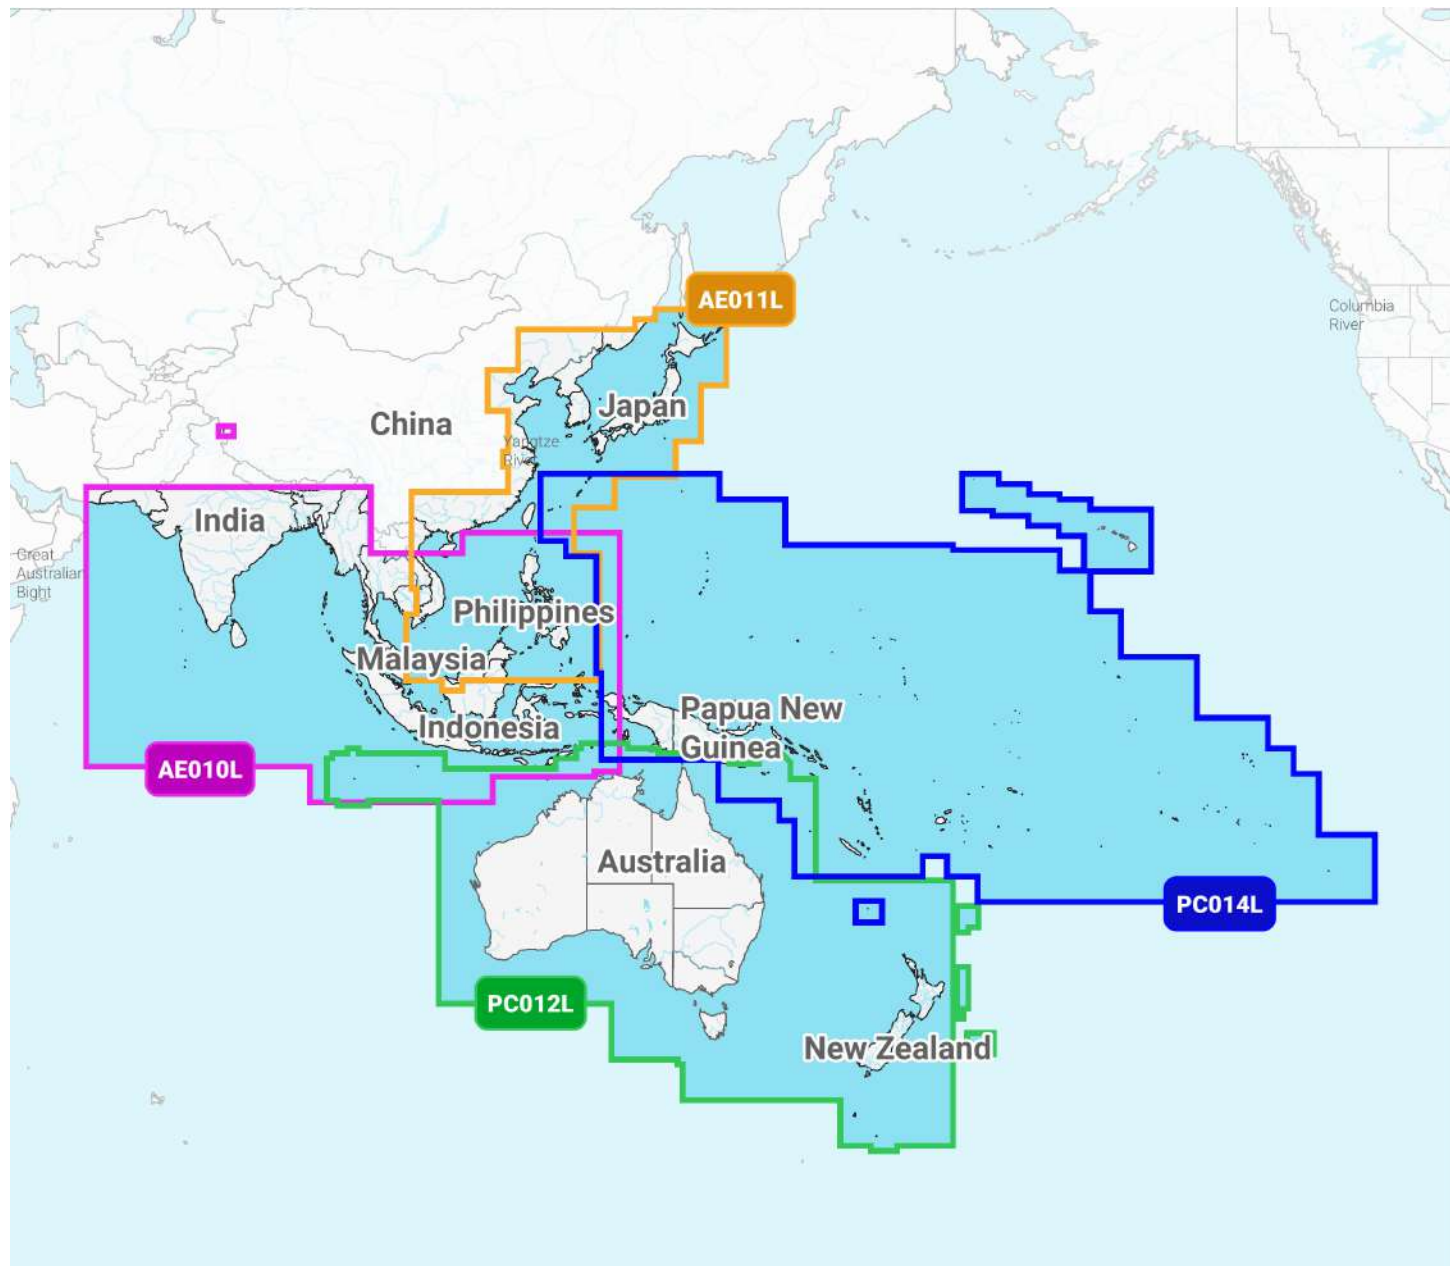 AE011L
Columbia
River
Japan
China
Yangtze
River
India
Great
Australian
Bight
Philippines
Malaysia
Papua New
Guinea
Indonesia
AE010L
Australia
PC014L
PC012L
New Zealand